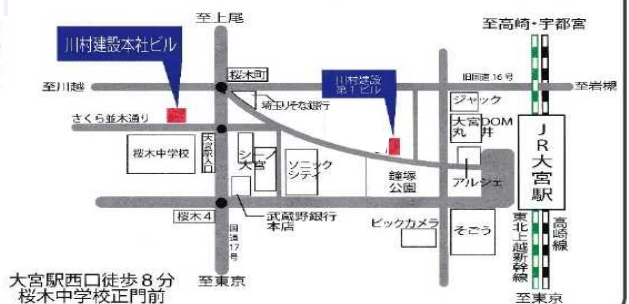 至上尾
至高崎・宇都宮
川村建設本社ビル
桜木町
川村建設
第1ビル
旧国道16号
至川越
至岩槻
埼玉りそな銀行
ジャック
さくら並木通り
大宮DOM
丸井
JR大宮駅
桜木中学校
大宮駅入口
シーノ
大宮
ソニック
シティ
鐘塚
公園
アルシェ
桜木4
武蔵野銀行
本店
ビックカメラ
そごう
国道17号
東北上越新幹線
高崎線
大宮駅西口徒歩8分
桜木中学校正門前
至東京
至東京